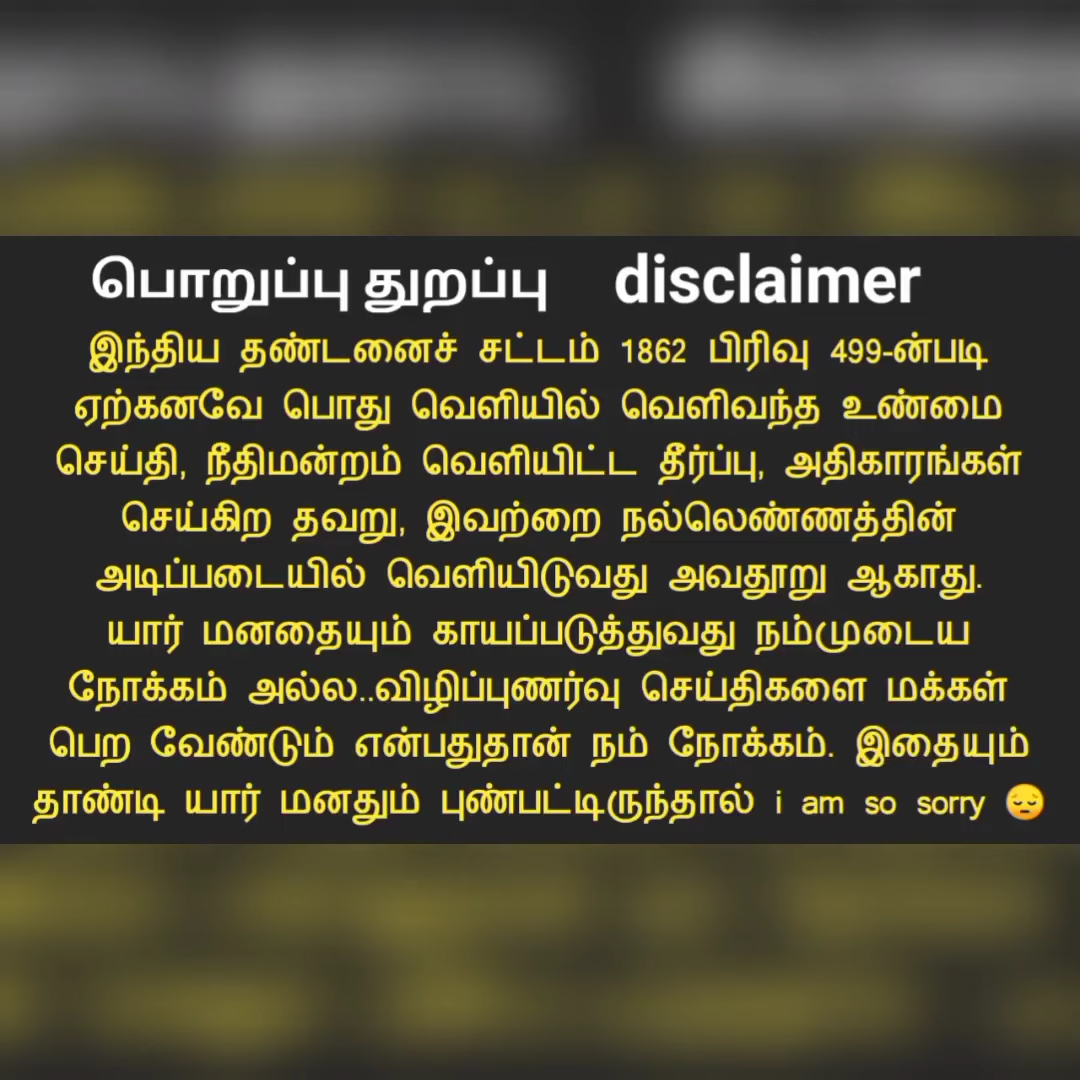 பொறுப்பு துறப்பு disclaimer
இந்திய தண்டனைச் சட்டம் 1862 பிரிவு 499-ன்படி
ஏற்கனவே பொது வெளியில் வெளிவந்த உண்மை
செய்தி, நீதிமன்றம் வெளியிட்ட தீர்ப்பு, அதிகாரங்கள்
செய்கிற தவறு, இவற்றை நல்லெண்ணத்தின்
அடிப்படையில் வெளியிடுவது அவதூறு ஆகாது.
யார் மனதையும் காயப்படுத்துவது நம்முடைய
நோக்கம் அல்ல..விழிப்புணர்வு செய்திகளை மக்கள்
பெற வேண்டும் என்பதுதான் நம் நோக்கம். இதையும்
தாண்டி யார் மனதும் புண்பட்டிருந்தால் i am so sorry 😔